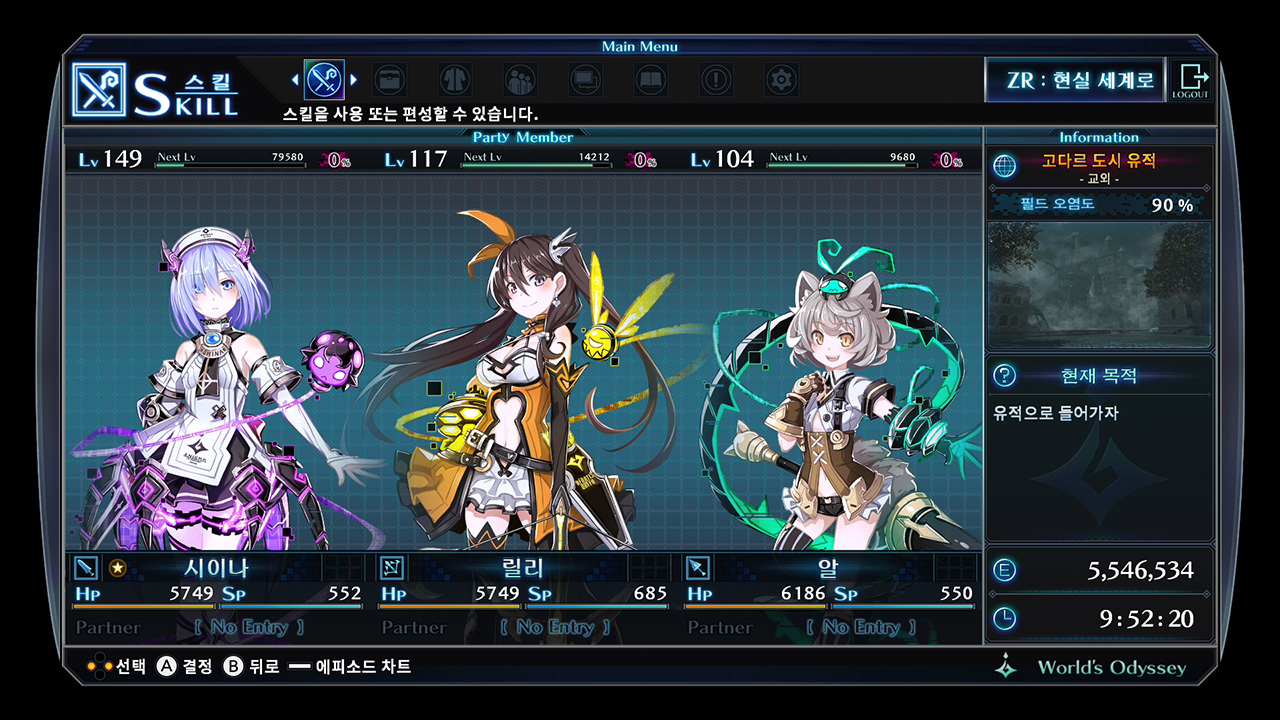 Main Menu
스킬
SKILL
스킬을 사용 또는 편성할 수 있습니다.
ZR : 현실 세계로
LOGOUT
Party Member
Lv 149 Next Lv 79580 0%
Lv 117 Next Lv 14212 0%
Lv 104 Next Lv 9680 0%
시이나
Hp 5749 Sp 552
Partner [ No Entry ]
릴리
Hp 5749 Sp 685
Partner [ No Entry ]
알
Hp 6186 Sp 550
Partner [ No Entry ]
Information
고다르 도시 유적
- 교외 -
필드 오염도 90 %
? 현재 목적
유적으로 들어가자
E 5,546,534
9:52:20
선택 A 결정 B 뒤로 에피소드 차트
World's Odyssey